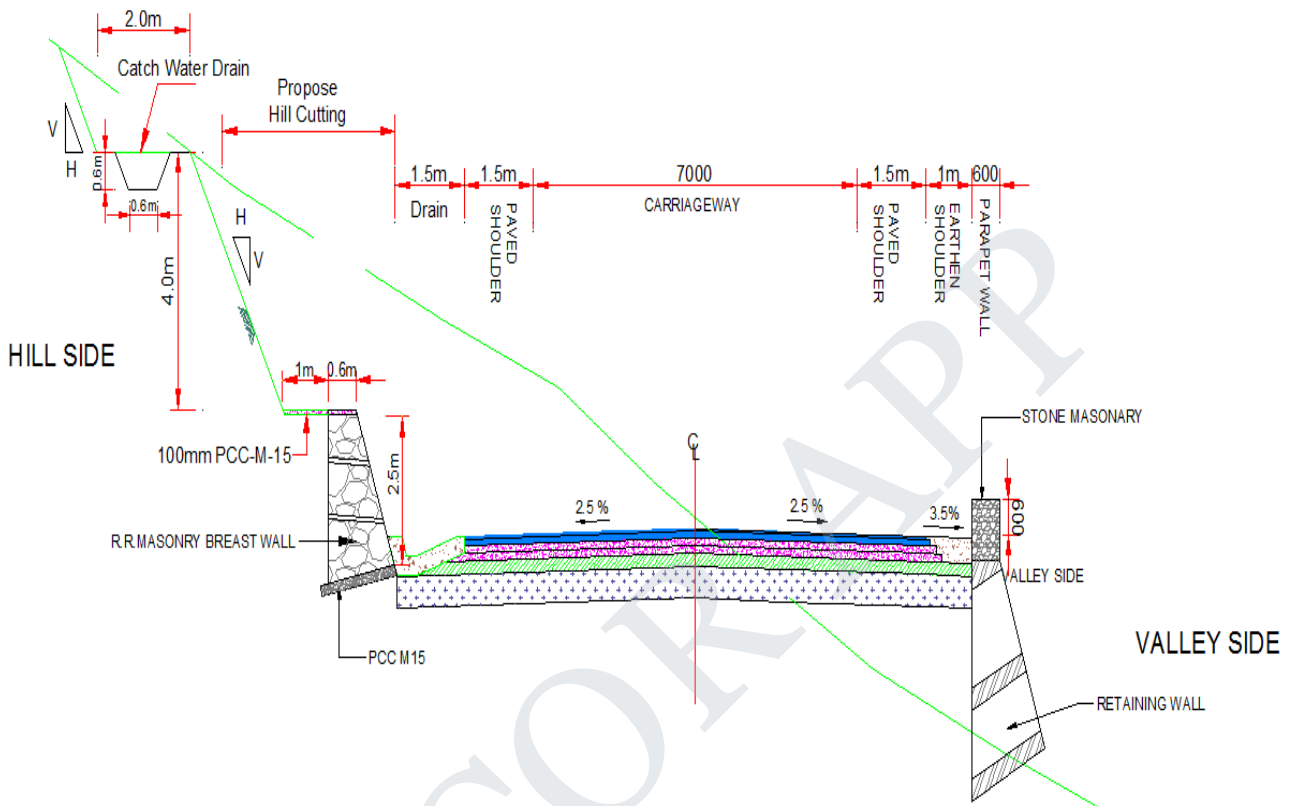 2.0m
Catch Water Drain
Propose
Hill Cutting
V
H
0.6m
0.6m
1.5m
1.5m
7000
1.5m
1m
600
Drain
PAVED
SHOULDER
CARRIAGEWAY
PAVED
SHOULDER
EARTHEN
SHOULDER
PARAPET WALL
H
V
4.0m
HILL SIDE
1m
0.6m
STONE MASONARY
100mm PCC-M-15
2.5m
CL
2.5 %
2.5 %
3.5%
600
R.R.MASONRY BREAST WALL
ALLEY SIDE
PCC M15
VALLEY SIDE
RETAINING WALL
CORAPP